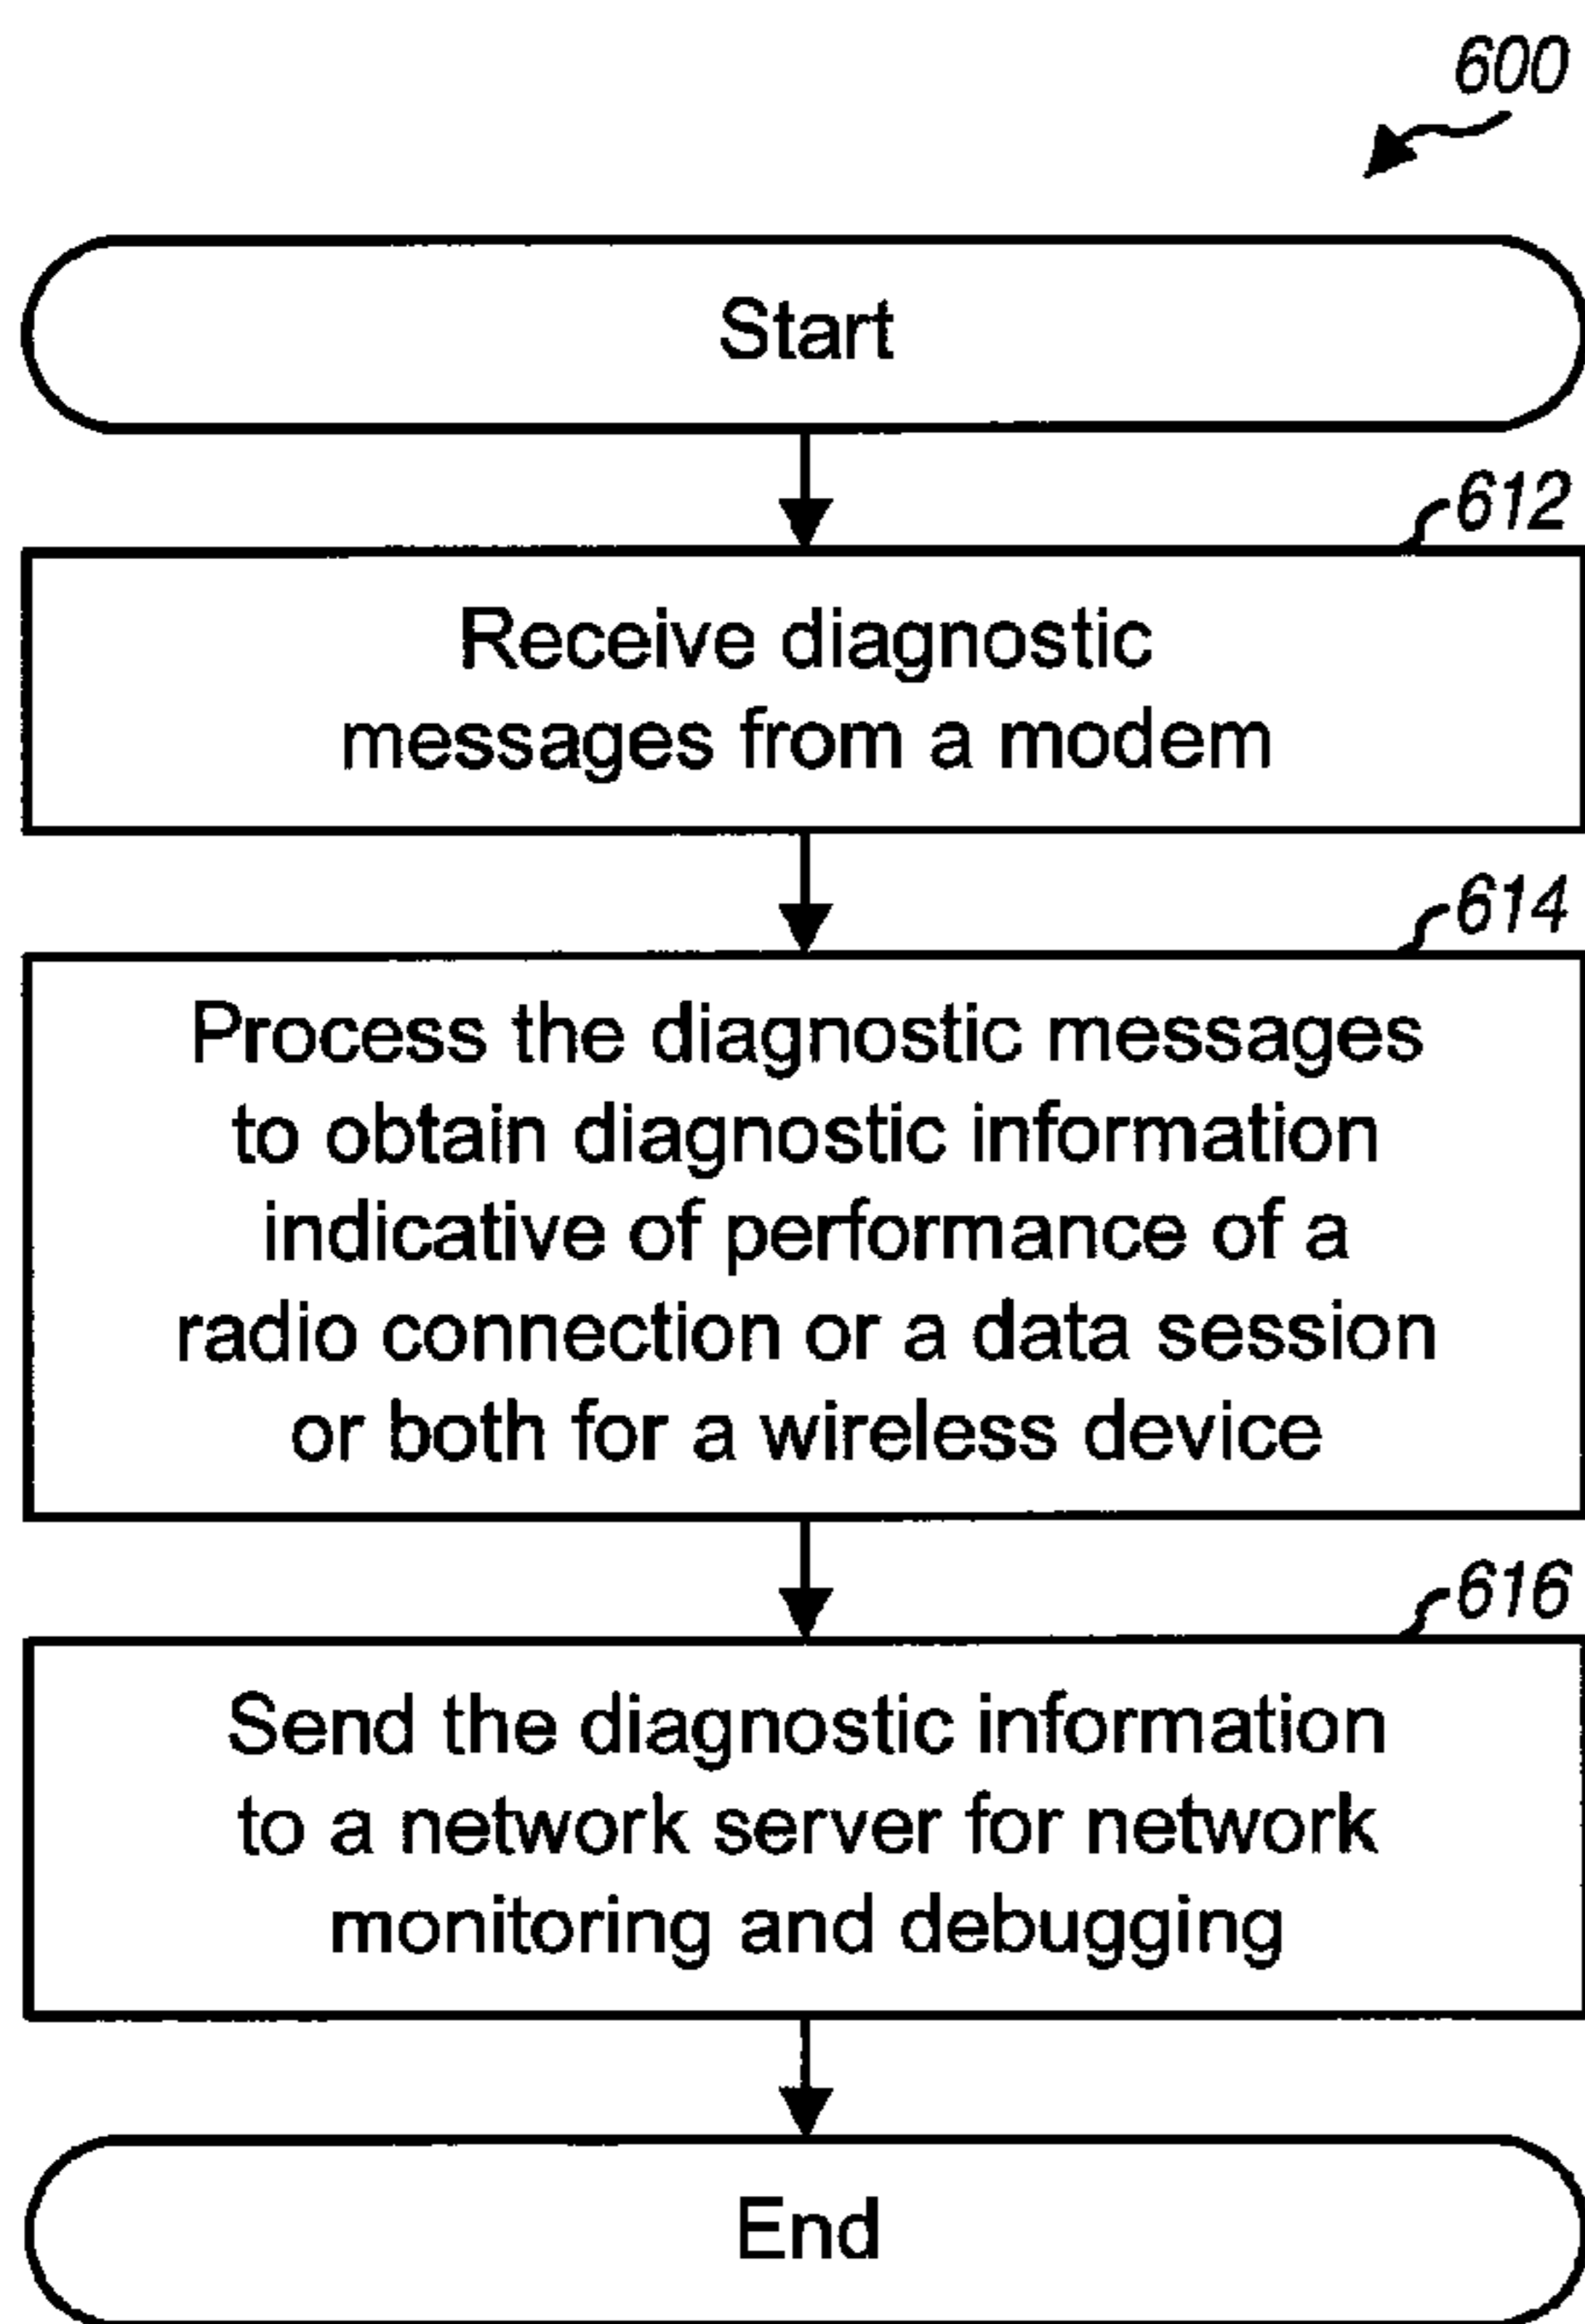 600
Start
612
Receive diagnostic
messages from a modem
614
Process the diagnostic messages
to obtain diagnostic information
indicative of performance of a
radio connection or a data session
or both for a wireless device
616
Send the diagnostic information
to a network server for network
monitoring and debugging
End